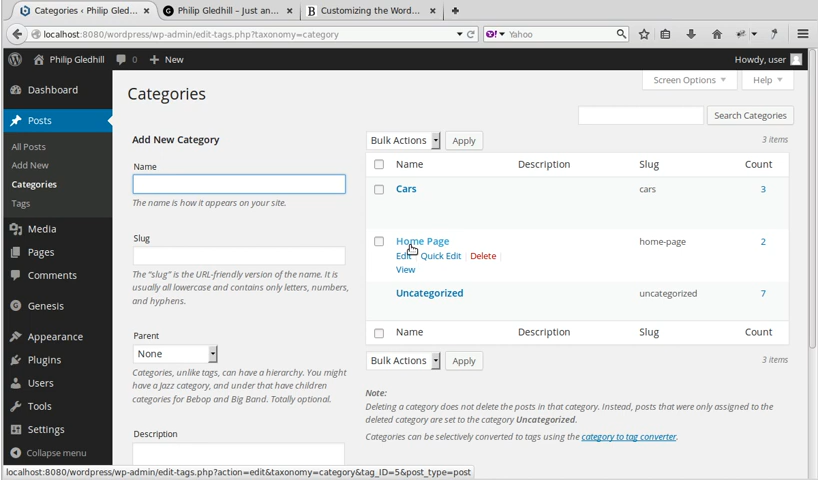 Categories ‹ Philip Gled... ×
Philip Gledhill – Just an... ×
B Customizing the Word... ×
localhost:8080/wordpress/wp-admin/edit-tags.php?taxonomy=category
Yahoo
Philip Gledhill
0
New
Howdy, user
Dashboard
Posts
All Posts
Add New
Categories
Tags
Media
Pages
Comments
Genesis
Appearance
Plugins
Users
Tools
Settings
Collapse menu
Screen Options
Help
Categories
Search Categories
Add New Category
Name
The name is how it appears on your site.
Slug
The “slug” is the URL-friendly version of the name. It is
usually all lowercase and contains only letters, numbers,
and hyphens.
Parent
None
Categories, unlike tags, can have a hierarchy. You might
have a Jazz category, and under that have children
categories for Bebop and Big Band. Totally optional.
Description
Bulk Actions Apply 3 items
Name Description Slug Count
Cars cars 3
Home Page home-page 2
Edit | Quick Edit | Delete |
View
Uncategorized uncategorized 7
Name Description Slug Count
Bulk Actions Apply 3 items
Note:
Deleting a category does not delete the posts in that category. Instead, posts that were only assigned to the
deleted category are set to the category Uncategorized.
Categories can be selectively converted to tags using the category to tag converter.
localhost:8080/wordpress/wp-admin/edit-tags.php?action=edit&taxonomy=category&tag_ID=5&post_type=post